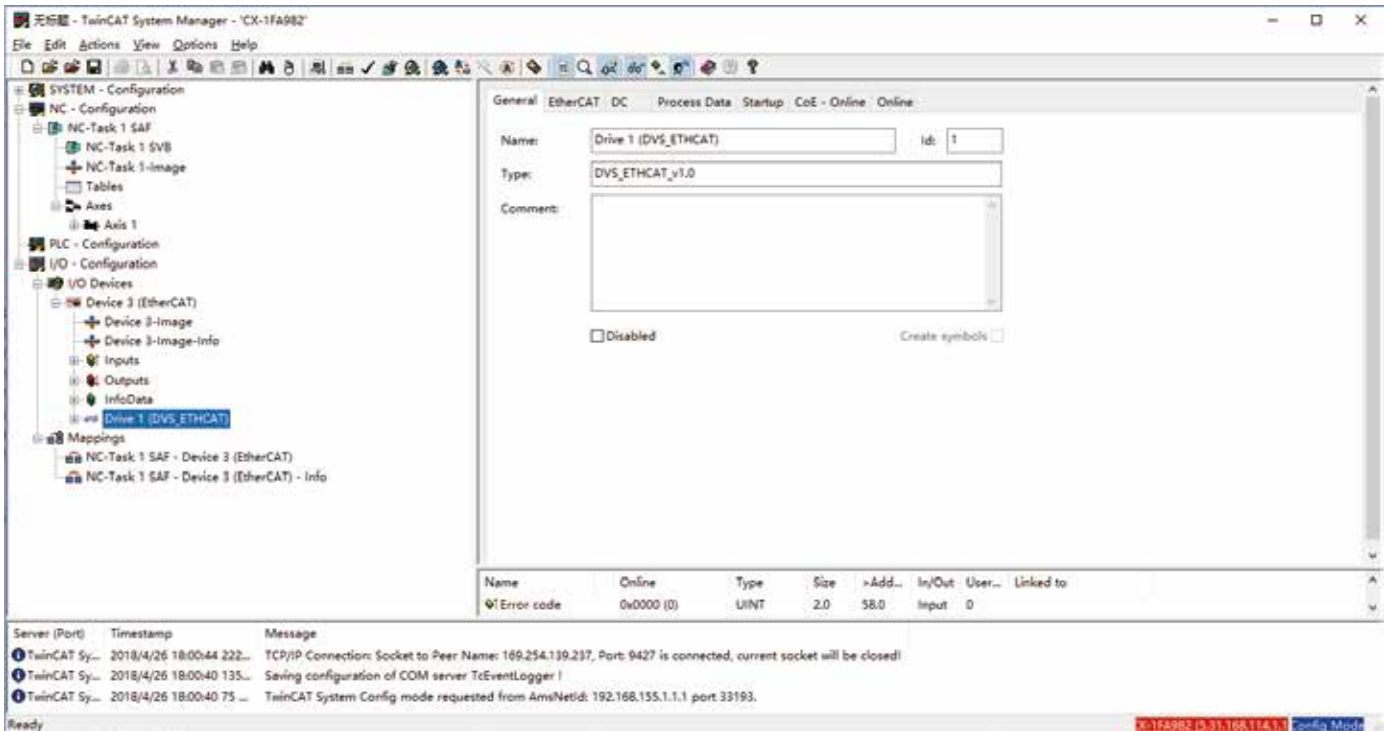 无标题 - TwinCAT System Manager - 'CX-1FA982'
File Edit Actions View Options Help
SYSTEM - Configuration
NC - Configuration
NC-Task 1 SAF
NC-Task 1 SVB
NC-Task 1-Image
Tables
Axes
Axis 1
PLC - Configuration
I/O - Configuration
I/O Devices
Device 3 (EtherCAT)
Device 3-Image
Device 3-Image-Info
Inputs
Outputs
InfoData
Drive 1 (DVS_ETHCAT)
Mappings
NC-Task 1 SAF - Device 3 (EtherCAT)
NC-Task 1 SAF - Device 3 (EtherCAT) - Info
General EtherCAT DC Process Data Startup CoE - Online Online
Name: Drive 1 (DVS_ETHCAT) Id: 1
Type: DVS_ETHCAT_v1.0
Comment:
Disabled Create symbols
Name Online Type Size >Add... In/Out User... Linked to
Error code 0x0000 (0) UINT 2.0 58.0 Input 0
Server (Port) Timestamp Message
TwinCAT Sy... 2018/4/26 18:00:44 222... TCP/IP Connection: Socket to Peer Name: 169.254.139.237, Port: 9427 is connected, current socket will be closed!
TwinCAT Sy... 2018/4/26 18:00:40 135... Saving configuration of COM server TcEventLogger !
TwinCAT Sy... 2018/4/26 18:00:40 75 ... TwinCAT System Config mode requested from AmsNetId: 192.168.155.1.1.1 port 33193.
Ready CX-1FA982 (5.31.168.114.1.1 Config Mode